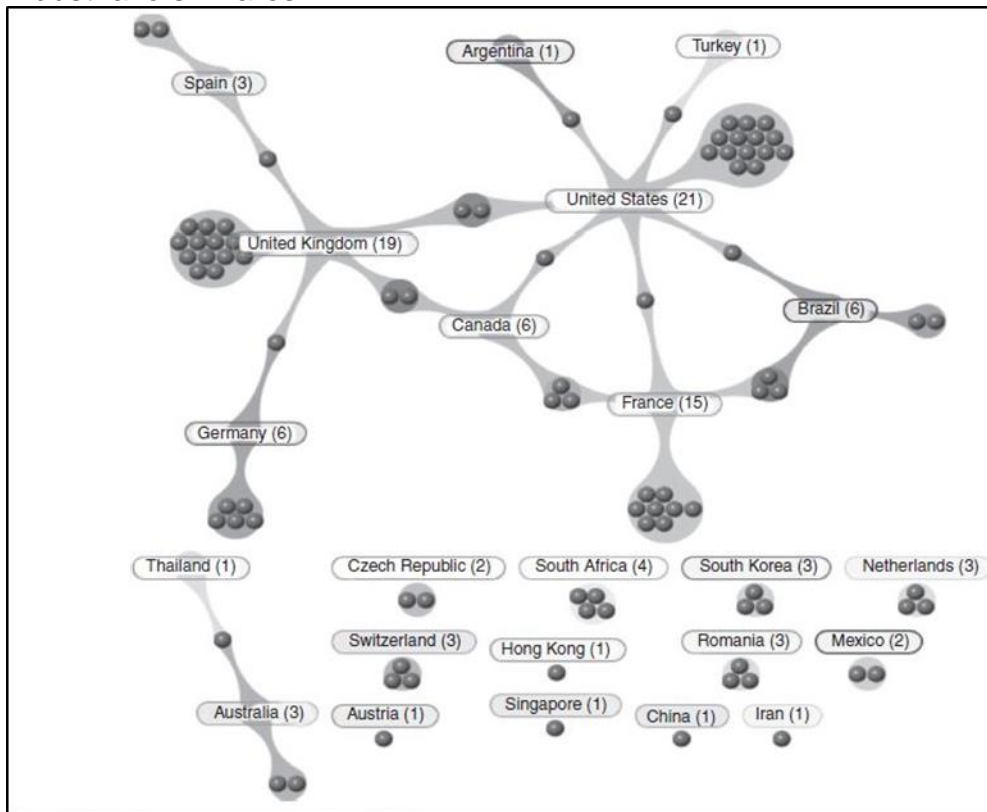 Argentina (1)
Turkey (1)
Spain (3)
United States (21)
United Kingdom (19)
Canada (6)
Brazil (6)
France (15)
Germany (6)
Thailand (1)
Czech Republic (2)
South Africa (4)
South Korea (3)
Netherlands (3)
Switzerland (3)
Hong Kong (1)
Romania (3)
Mexico (2)
Australia (3)
Austria (1)
Singapore (1)
China (1)
Iran (1)